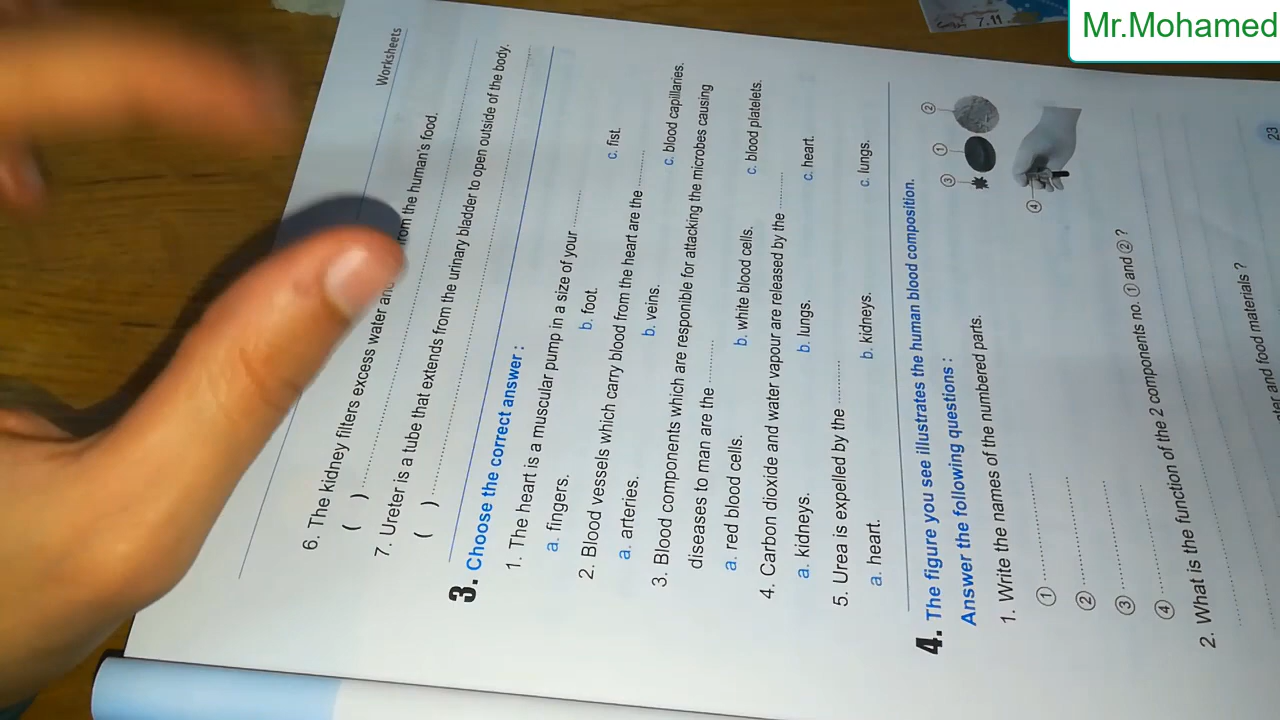 Mr.Mohamed
7.11
Worksheets
6. The kidney filters excess water and from the human's food.
( )
7. Ureter is a tube that extends from the urinary bladder to open outside of the body.
( )
3. Choose the correct answer :
1. The heart is a muscular pump in a size of your
a. fingers. b. foot. c. fist.
2. Blood vessels which carry blood from the heart are the
a. arteries. b. veins. c. blood capillaries.
3. Blood components which are responsible for attacking the microbes causing
diseases to man are the
a. red blood cells. b. white blood cells. c. blood platelets.
4. Carbon dioxide and water vapour are released by the
a. kidneys. b. lungs. c. heart.
5. Urea is expelled by the
a. heart. b. kidneys. c. lungs.
4. The figure you see illustrates the human blood composition.
Answer the following questions :
1. Write the names of the numbered parts.
①
②
③
④
③ ① ②
④
2. What is the function of the 2 components no. ① and ② ?
and food materials ?
23